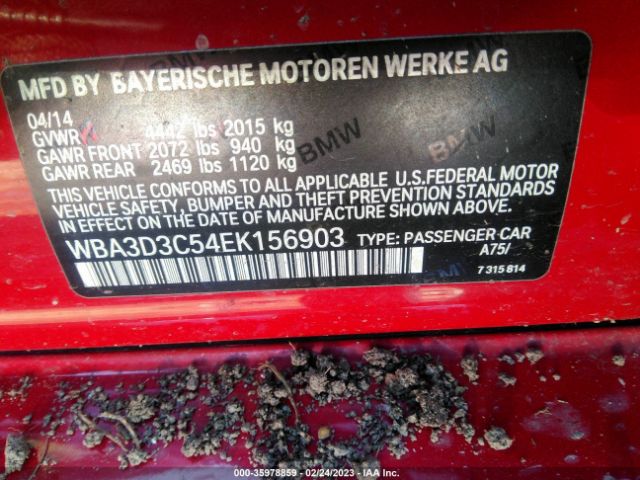 MFD BY BAYERISCHE MOTOREN WERKE AG
04/14
GVWR 4442 lbs 2015 kg
GAWR FRONT 2072 lbs 940 kg
GAWR REAR 2469 lbs 1120 kg
THIS VEHICLE CONFORMS TO ALL APPLICABLE U.S.FEDERAL MOTOR
VEHICLE SAFETY, BUMPER AND THEFT PREVENTION STANDARDS
IN EFFECT ON THE DATE OF MANUFACTURE SHOWN ABOVE.
WBA3D3C54EK156903 TYPE: PASSENGER CAR
A75/
7 315 814
BMW
BMW
BMW
BMW
000-35978859 - 02/24/2023 - IAA Inc.